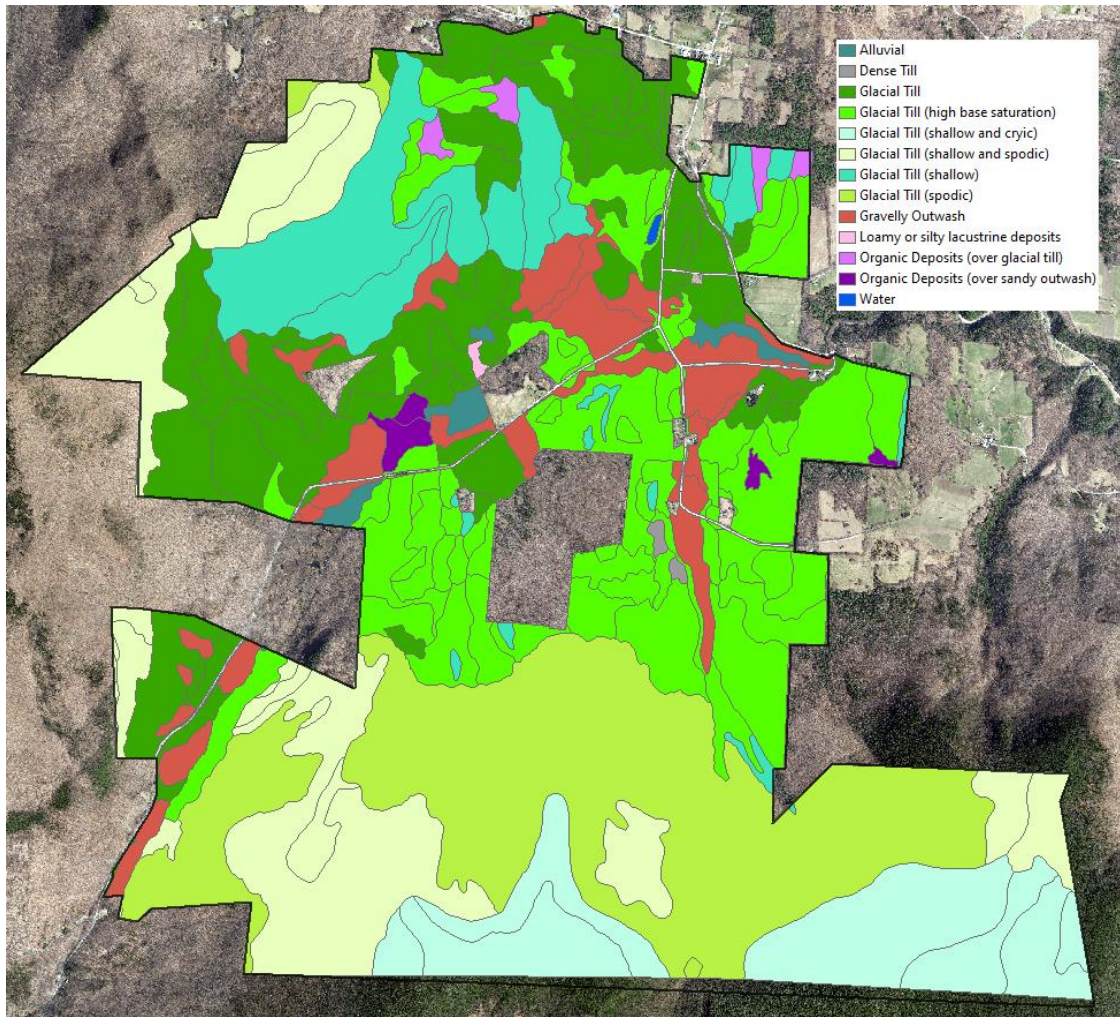 Alluvial
Dense Till
Glacial Till
Glacial Till (high base saturation)
Glacial Till (shallow and cryic)
Glacial Till (shallow and spodic)
Glacial Till (shallow)
Glacial Till (spodic)
Gravelly Outwash
Loamy or silty lacustrine deposits
Organic Deposits (over glacial till)
Organic Deposits (over sandy outwash)
Water